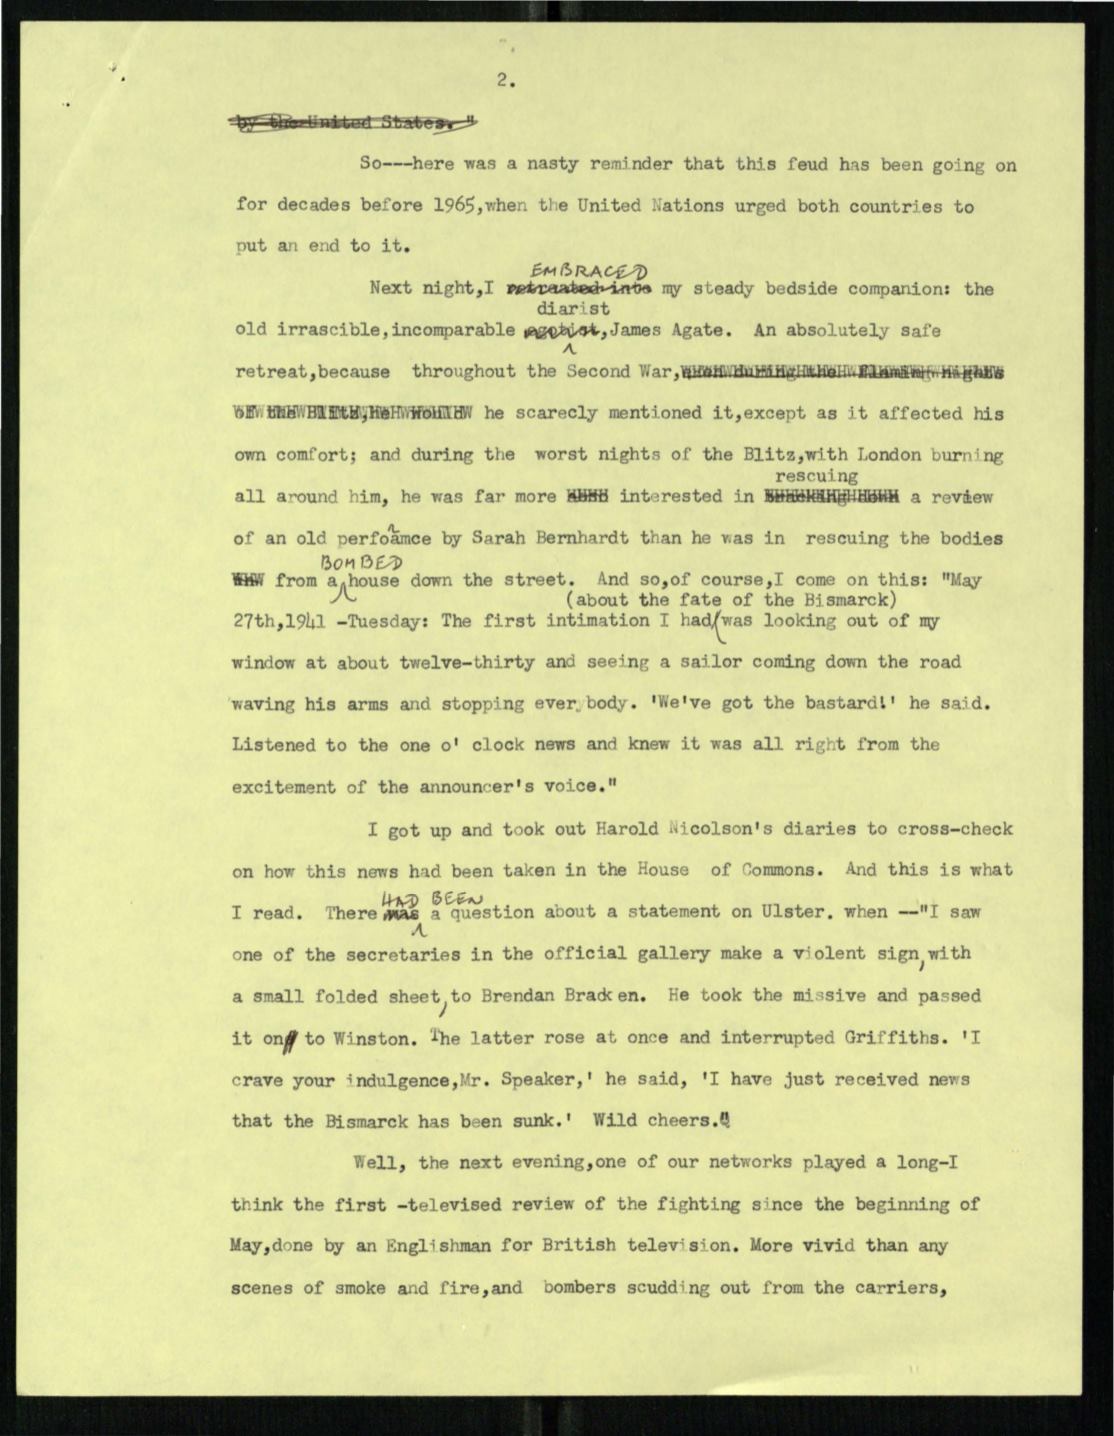 2.
by the United States. "
So---here was a nasty reminder that this feud has been going on
for decades before 1965,when the United Nations urged both countries to
put an end to it.
EMBRACED
Next night,I retreated into my steady bedside companion: the
diarist
old irrascible,incomparable egotist,James Agate. An absolutely safe
retreat,because throughout the Second War,
he scarecly mentioned it,except as it affected his
own comfort; and during the worst nights of the Blitz,with London burning
rescuing
all around him, he was far more interested in a review
of an old perfoamce by Sarah Bernhardt than he was in rescuing the bodies
BOMBED
from a house down the street. And so,of course,I come on this: "May
(about the fate of the Bismarck)
27th,1941 -Tuesday: The first intimation I had was looking out of my
window at about twelve-thirty and seeing a sailor coming down the road
waving his arms and stopping everybody. 'We've got the bastard!' he said.
Listened to the one o' clock news and knew it was all right from the
excitement of the announcer's voice."
I got up and took out Harold Nicolson's diaries to cross-check
on how this news had been taken in the House of Commons. And this is what
HAD BEEN
I read. There was a question about a statement on Ulster. when --"I saw
one of the secretaries in the official gallery make a violent sign,with
a small folded sheet,to Brendan Bracken. He took the missive and passed
it on to Winston. The latter rose at once and interrupted Griffiths. 'I
crave your indulgence,Mr. Speaker,' he said, 'I have just received news
that the Bismarck has been sunk.' Wild cheers."
Well, the next evening,one of our networks played a long-I
think the first -televised review of the fighting since the beginning of
May,done by an Englishman for British television. More vivid than any
scenes of smoke and fire,and bombers scudding out from the carriers,